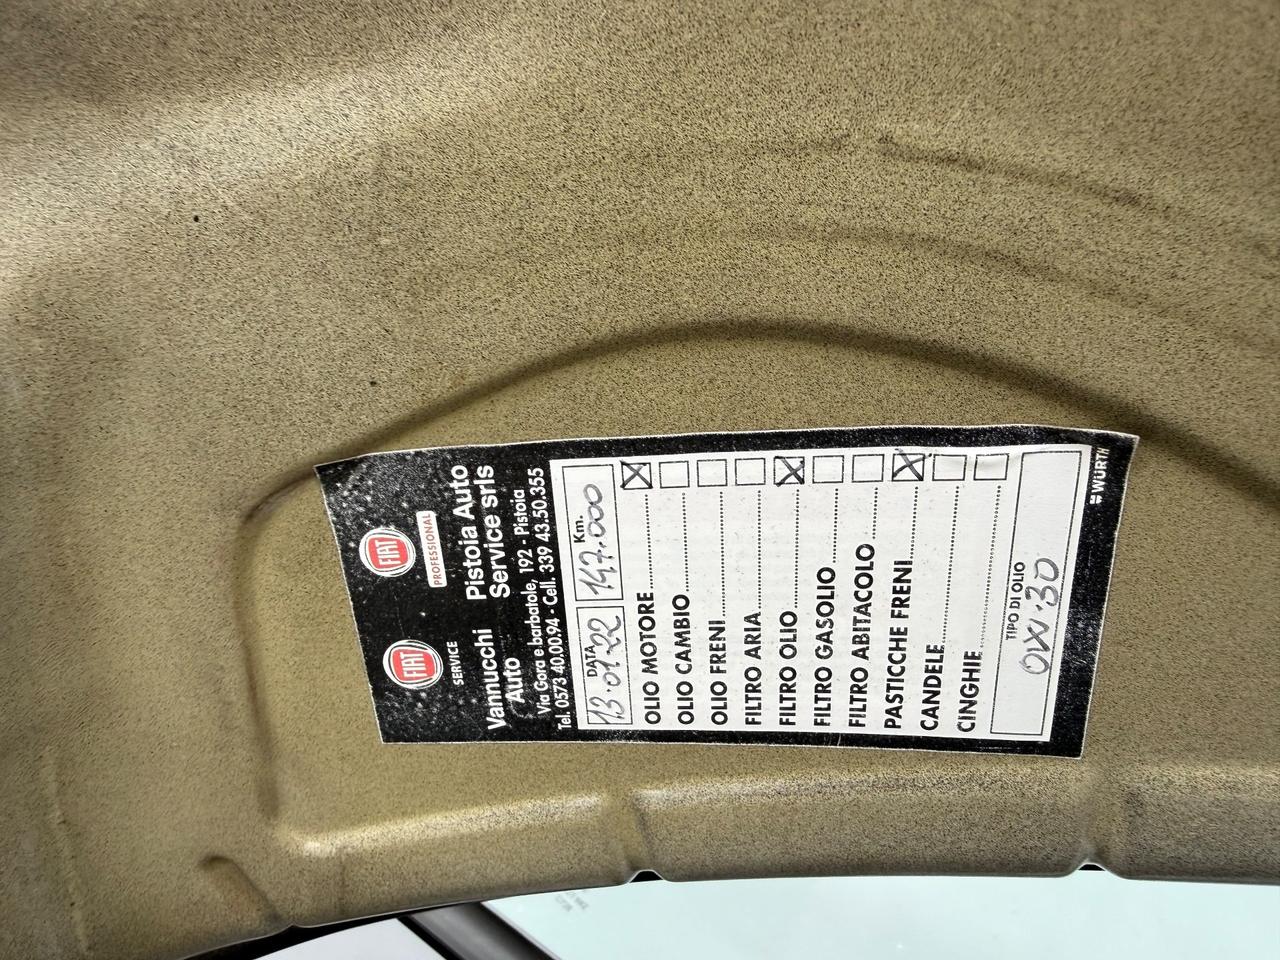 FIAT
SERVICE
FIAT
PROFESSIONAL
Vannucchi Auto
Pistoia Auto Service srls
Via Gora e barbatole, 192 - Pistoia
Tel. 0573 40.00.94 - Cell. 339 43.50.355
DATA 13.01.22 Km. 147.000
OLIO MOTORE X
OLIO CAMBIO
OLIO FRENI
FILTRO ARIA
FILTRO OLIO X
FILTRO GASOLIO
FILTRO ABITACOLO
PASTICCHE FRENI X
CANDELE
CINGHIE
TIPO DI OLIO
0W.30
WÜRTH